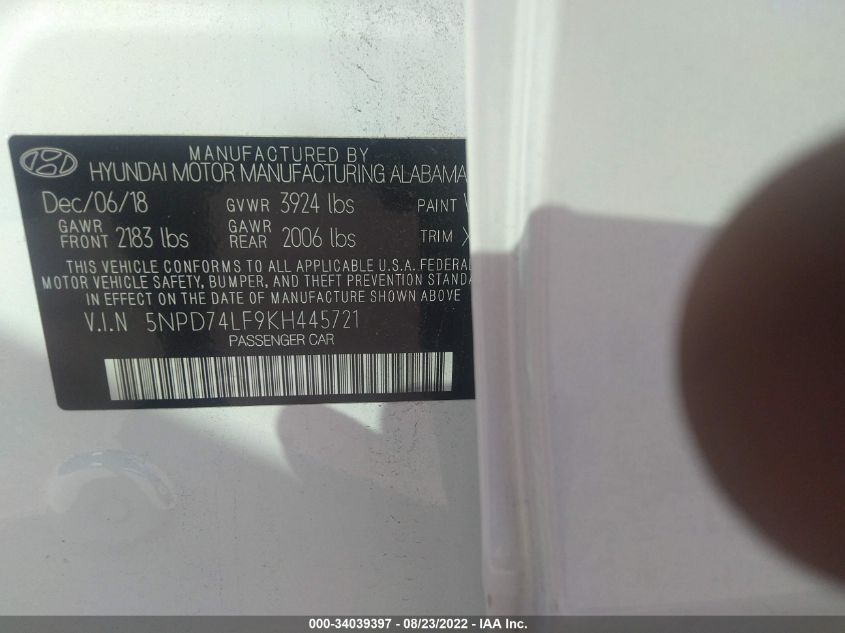 MANUFACTURED BY
HYUNDAI MOTOR MANUFACTURING ALABAMA
Dec/06/18 GVWR 3924 lbs PAINT
GAWR FRONT 2183 lbs GAWR REAR 2006 lbs TRIM
THIS VEHICLE CONFORMS TO ALL APPLICABLE U.S.A. FEDERAL
MOTOR VEHICLE SAFETY, BUMPER, AND THEFT PREVENTION STANDA
IN EFFECT ON THE DATE OF MANUFACTURE SHOWN ABOVE
V.I.N 5NPD74LF9KH445721
PASSENGER CAR
000-34039397 - 08/23/2022 - IAA Inc.